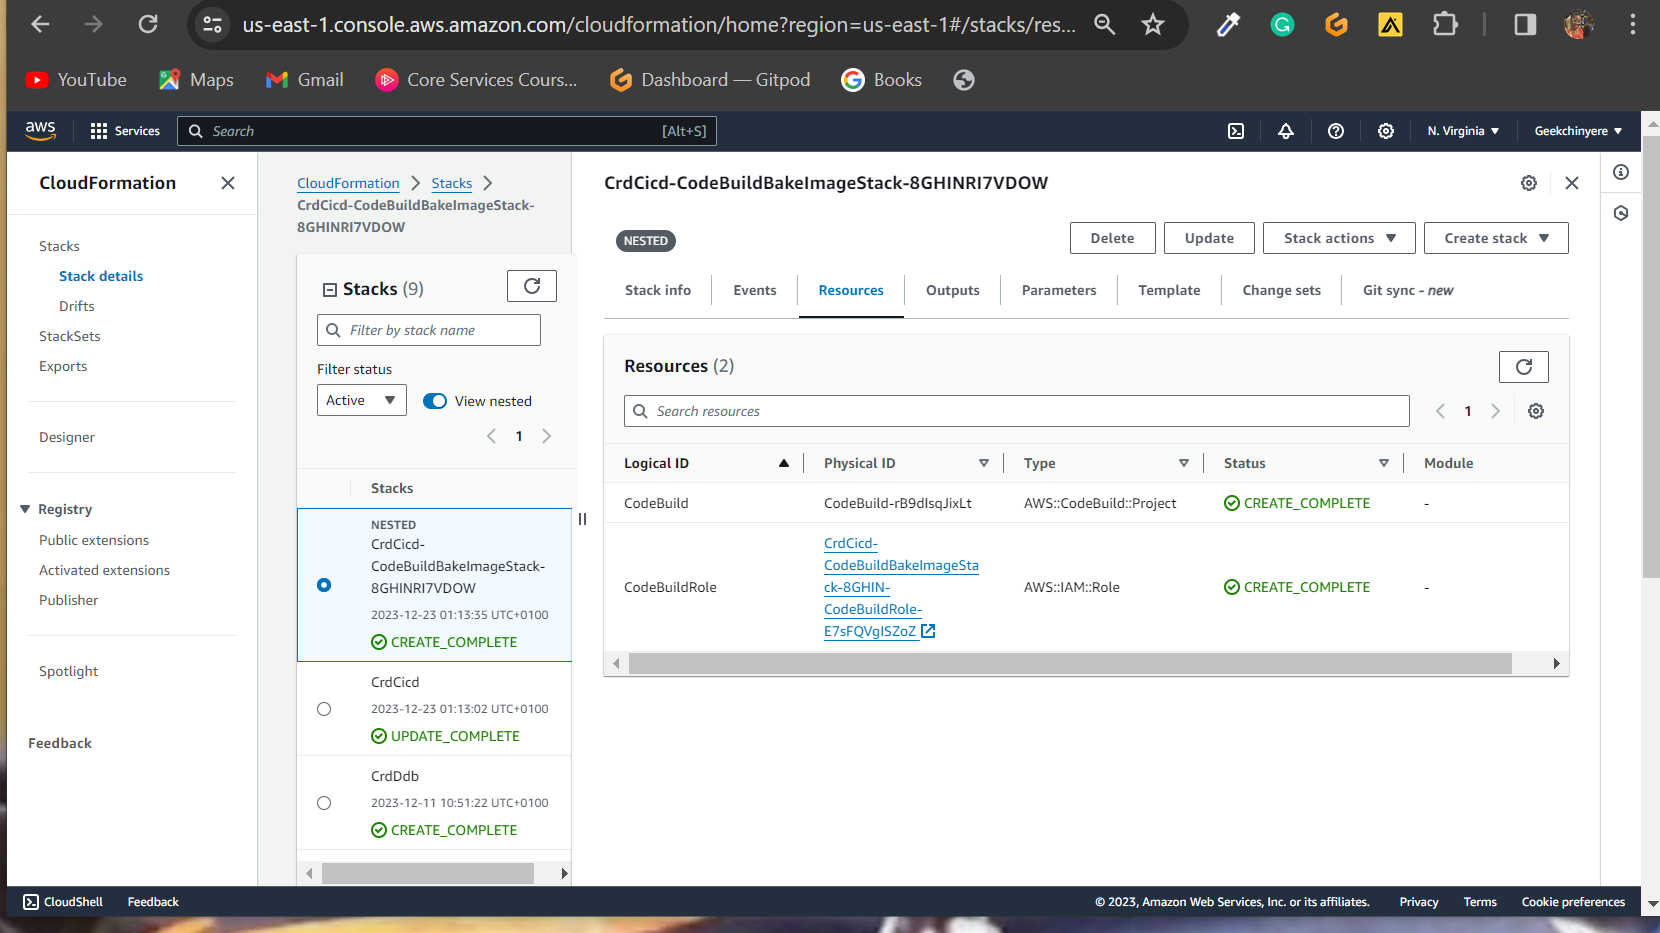 us-east-1.console.aws.amazon.com/cloudformation/home?region=us-east-1#/stacks/res...
YouTube Maps Gmail Core Services Cours... Dashboard — Gitpod Books
aws Services Search [Alt+S] N. Virginia Geekchinyere
CloudFormation
Stacks
Stack details
Drifts
StackSets
Exports
Designer
Registry
Public extensions
Activated extensions
Publisher
Spotlight
Feedback
CloudFormation Stacks
CrdCicd-CodeBuildBakeImageStack-
8GHINRI7VDOW
Stacks (9)
Filter by stack name
Filter status
Active View nested
1
Stacks
NESTED
CrdCicd-
CodeBuildBakeImageStack-
8GHINRI7VDOW
2023-12-23 01:13:35 UTC+0100
CREATE_COMPLETE
CrdCicd
2023-12-23 01:13:02 UTC+0100
UPDATE_COMPLETE
CrdDdb
2023-12-11 10:51:22 UTC+0100
CREATE_COMPLETE
CrdCicd-CodeBuildBakeImageStack-8GHINRI7VDOW
NESTED
Delete Update Stack actions Create stack
Stack info Events Resources Outputs Parameters Template Change sets Git sync - new
Resources (2)
Search resources 1
Logical ID Physical ID Type Status Module
CodeBuild CodeBuild-rB9dIsqJixLt AWS::CodeBuild::Project CREATE_COMPLETE -
CrdCicd-
CodeBuildBakeImageSta
CodeBuildRole ck-8GHIN- AWS::IAM::Role CREATE_COMPLETE -
CodeBuildRole-
E7sFQVgISZoZ
CloudShell Feedback © 2023, Amazon Web Services, Inc. or its affiliates. Privacy Terms Cookie preferences